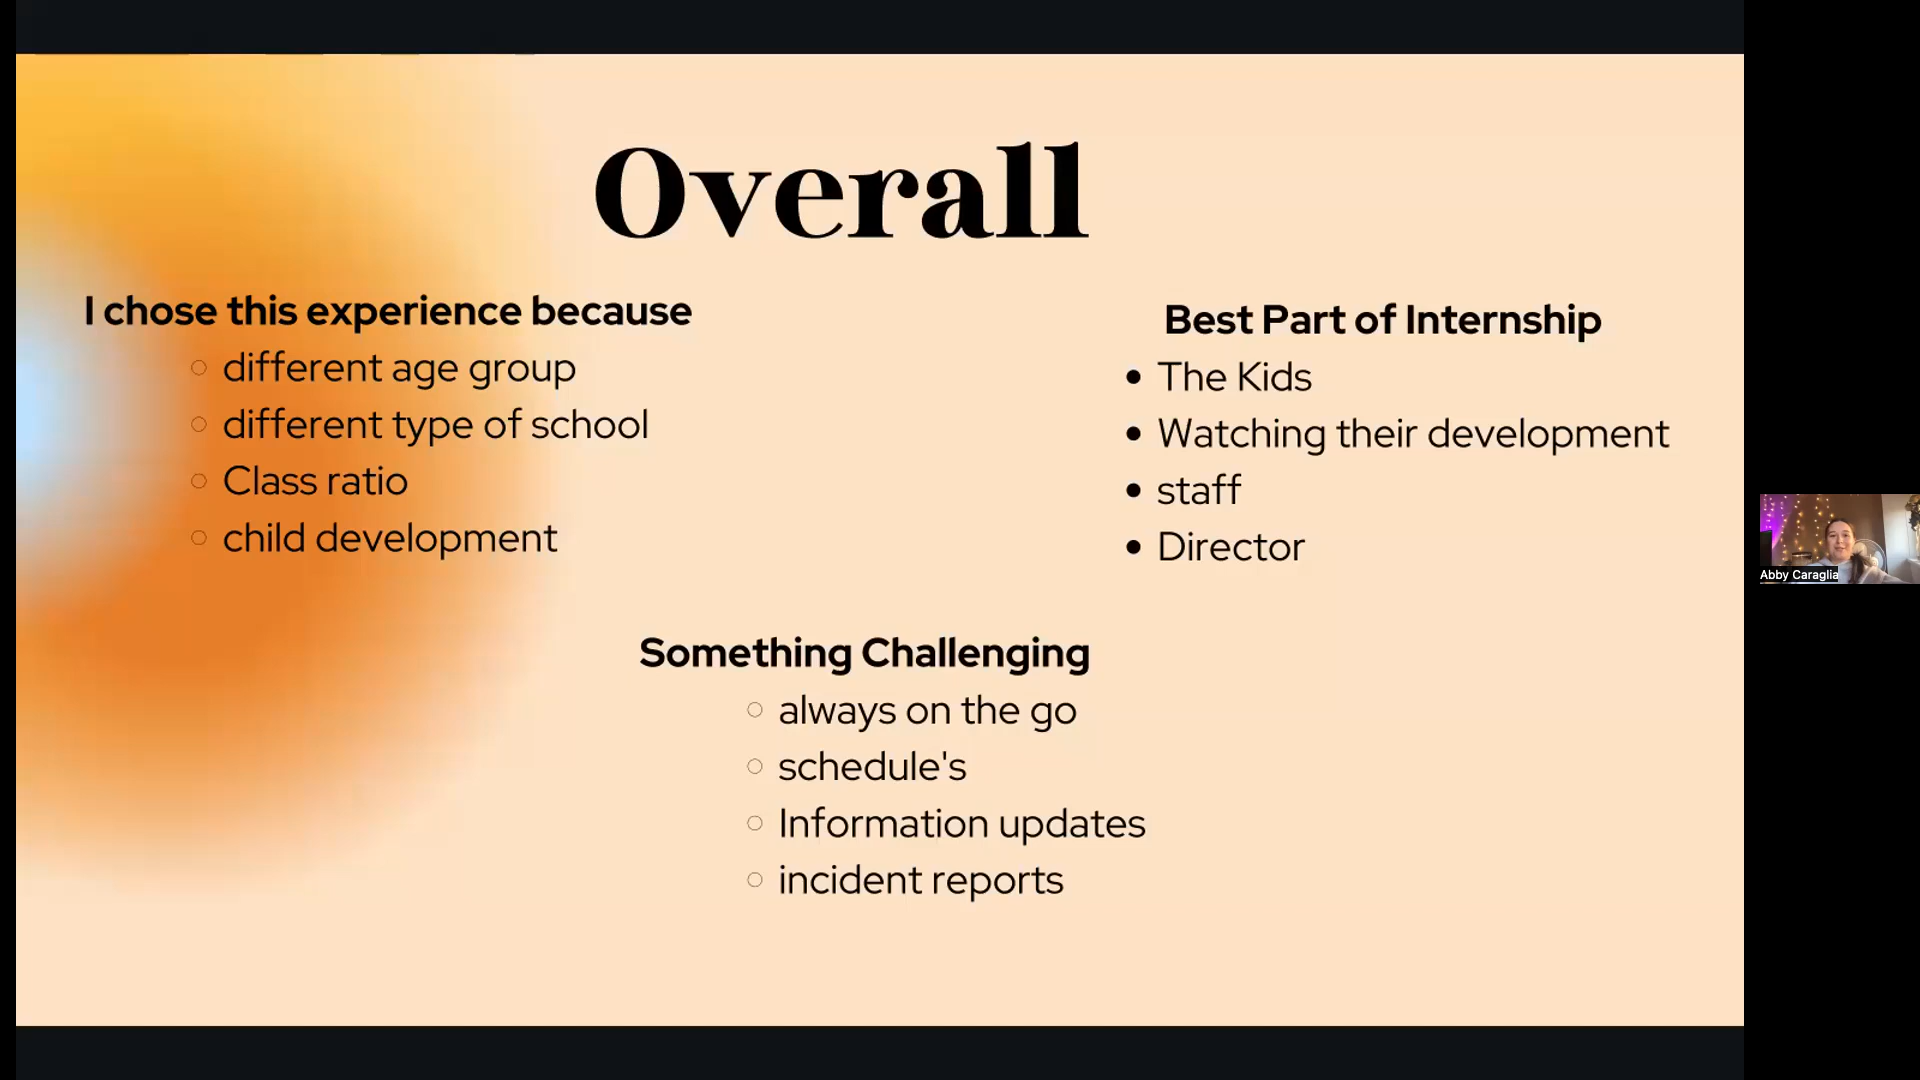 Overall
I chose this experience because
different age group
different type of school
Class ratio
child development
Best Part of Internship
The Kids
Watching their development
staff
Director
Something Challenging
always on the go
schedule's
Information updates
incident reports
Abby Caraglia